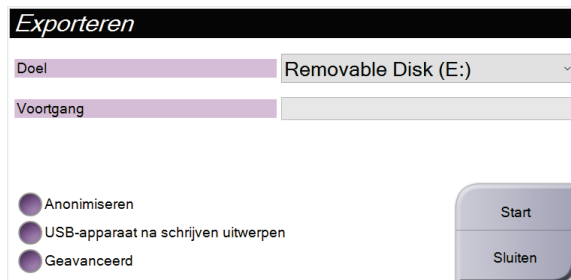 Exporteren
Doel Removable Disk (E:)
Voortgang
Anonimiseren
USB-apparaat na schrijven uitwerpen
Geavanceerd
Start
Sluiten